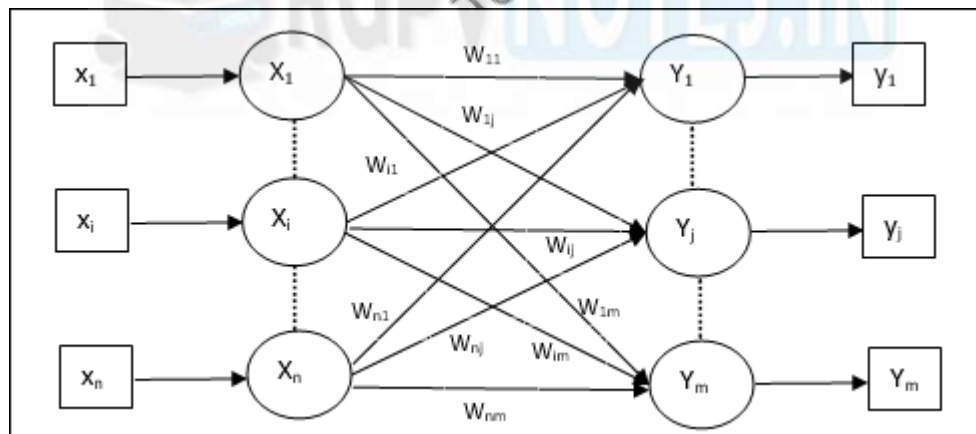 x₁ X₁ W₁₁ Y₁ y₁
W₁ⱼ
Wᵢ₁
xᵢ Xᵢ Wᵢⱼ Yⱼ yⱼ
Wₙ₁ W₁ₘ
Wₙⱼ Wᵢₘ
xₙ Xₙ Yₘ Yₘ
Wₙₘ